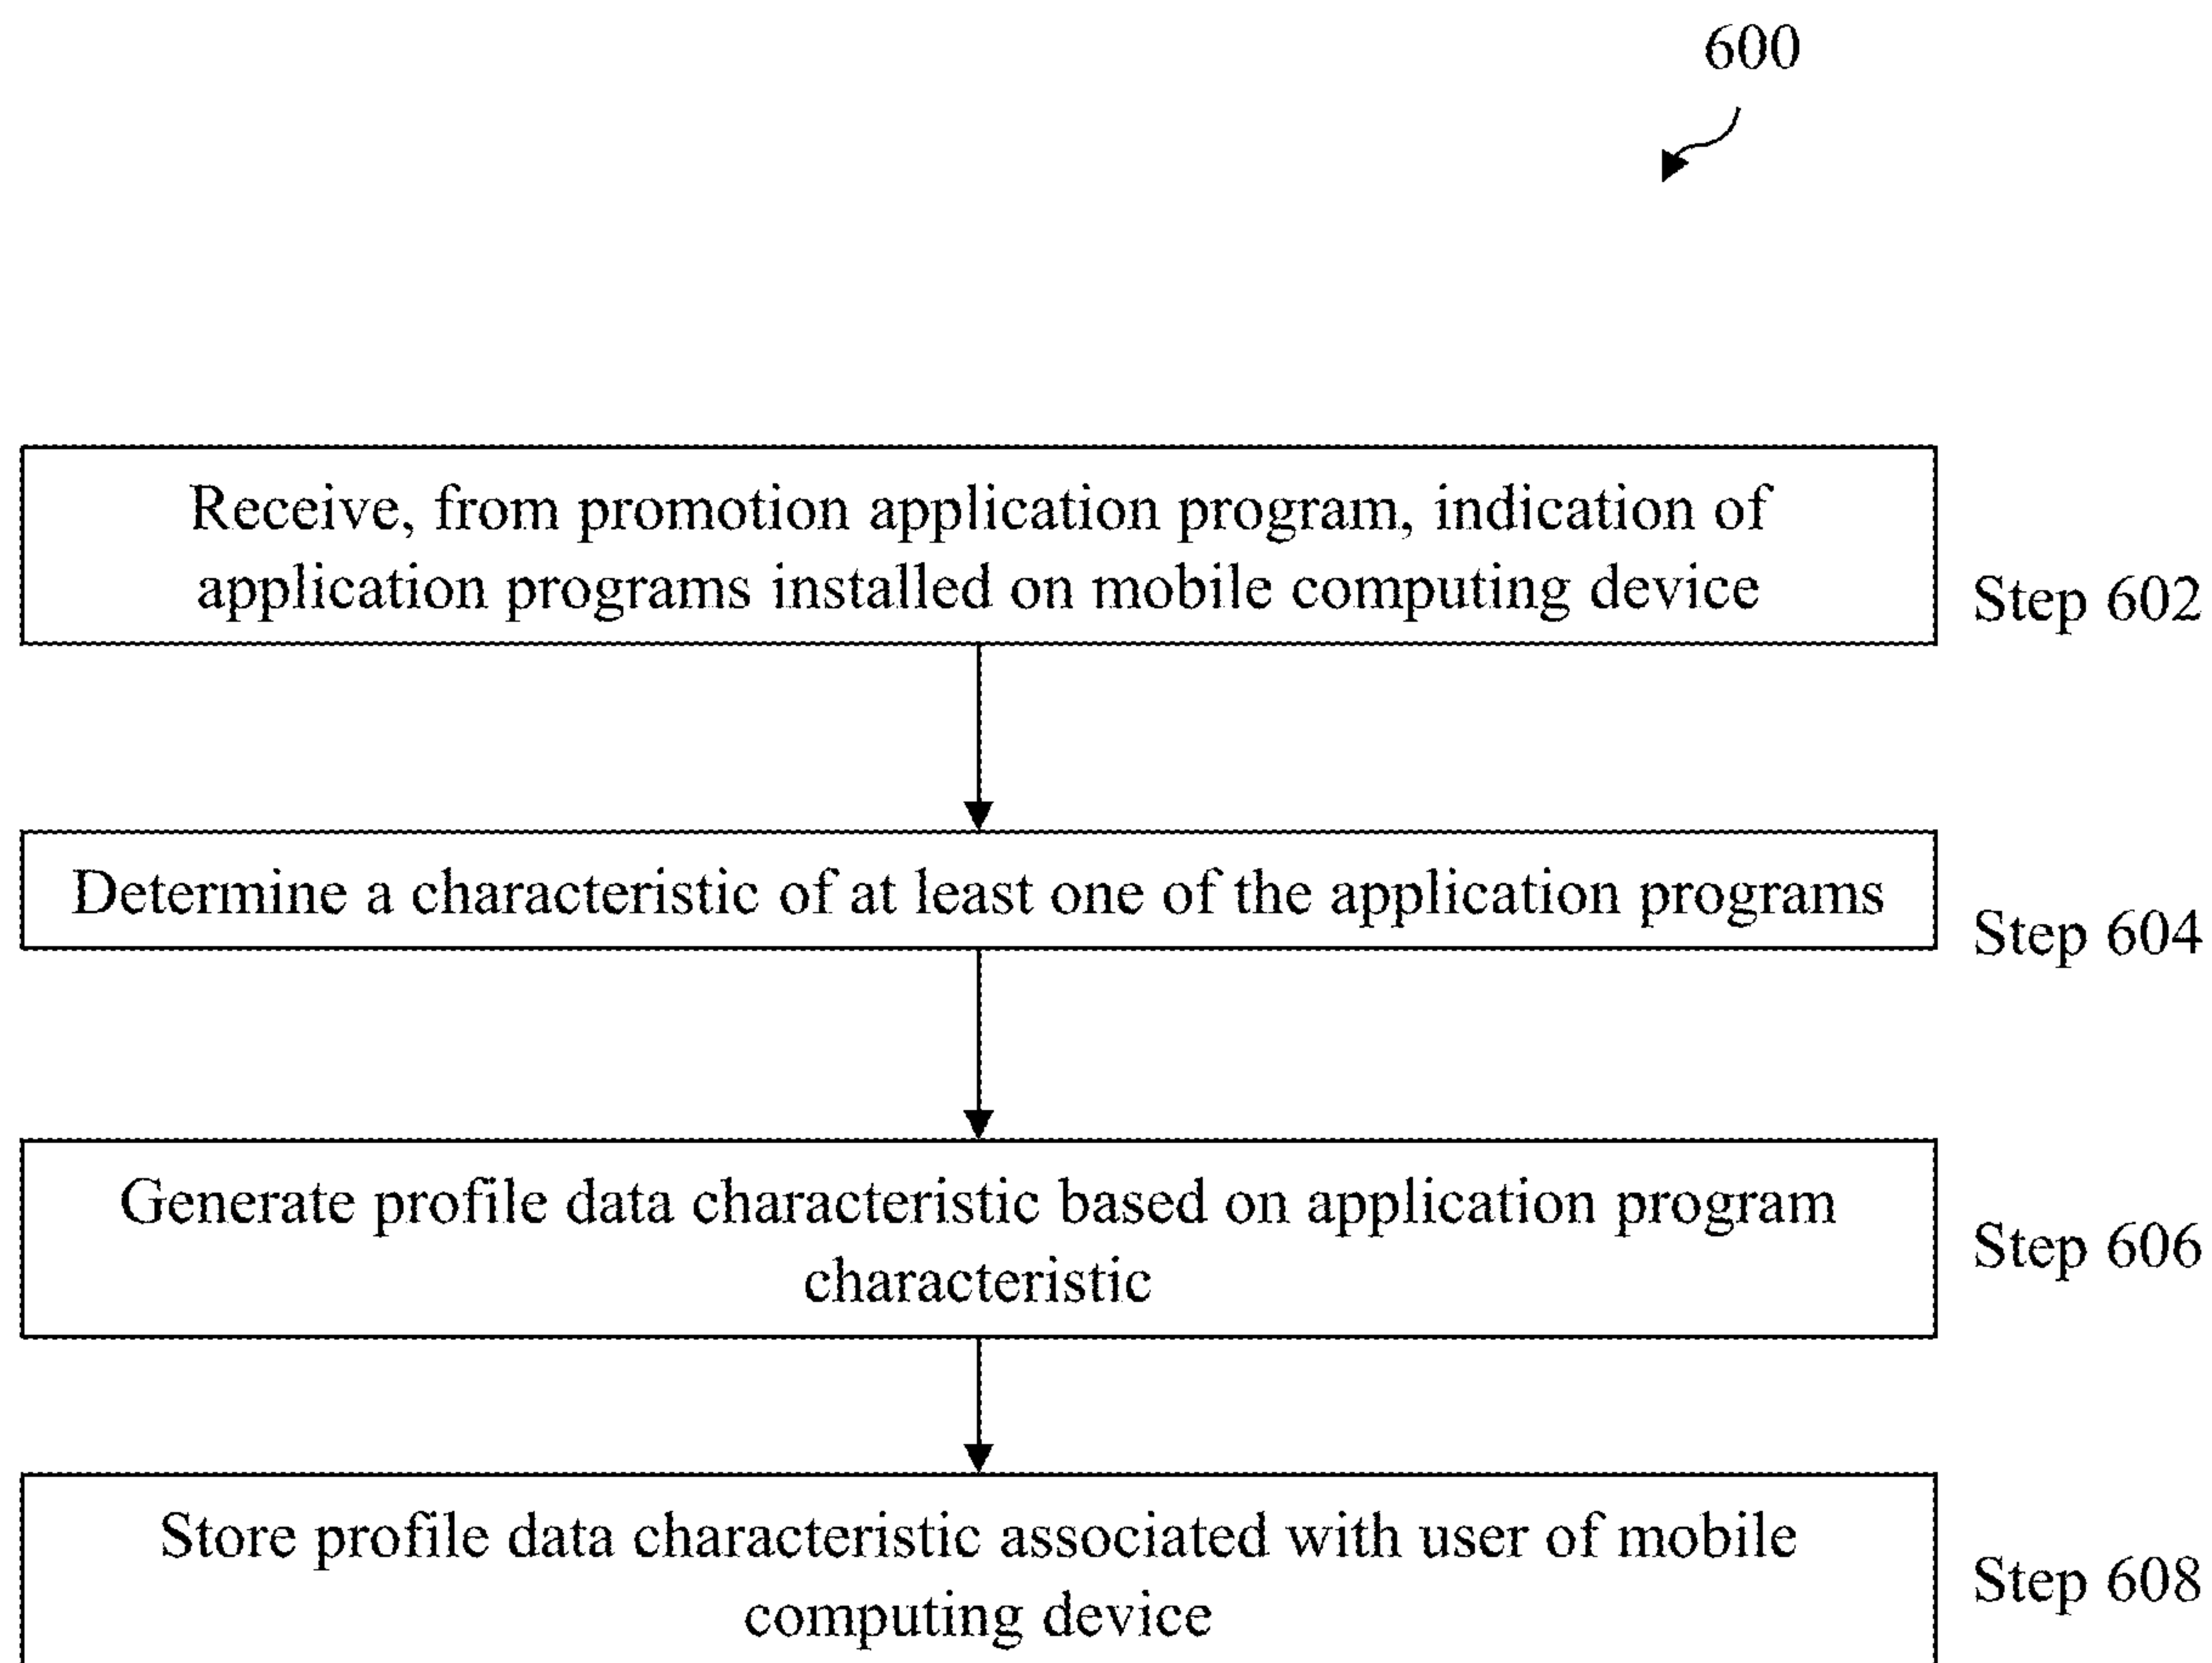 600
Receive, from promotion application program, indication of
application programs installed on mobile computing device
Step 602
Determine a characteristic of at least one of the application programs
Step 604
Generate profile data characteristic based on application program
characteristic
Step 606
Store profile data characteristic associated with user of mobile
computing device
Step 608